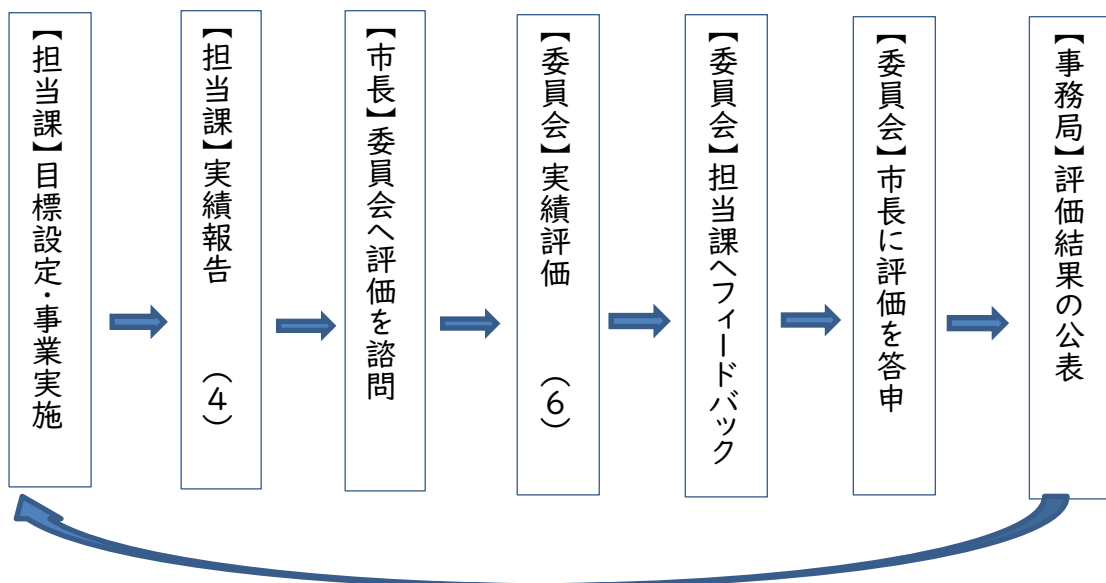 【担当課】目標設定・事業実施
【担当課】実績報告 （4）
【市長】委員会へ評価を諮問
【委員会】実績評価 （6）
【委員会】担当課へフィードバック
【委員会】市長に評価を答申
【事務局】評価結果の公表